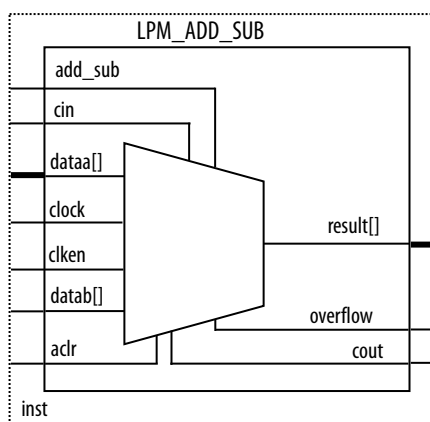 LPM_ADD_SUB
add_sub
cin
dataa[]
clock
result[]
clken
datab[]
overflow
aclr
cout
inst